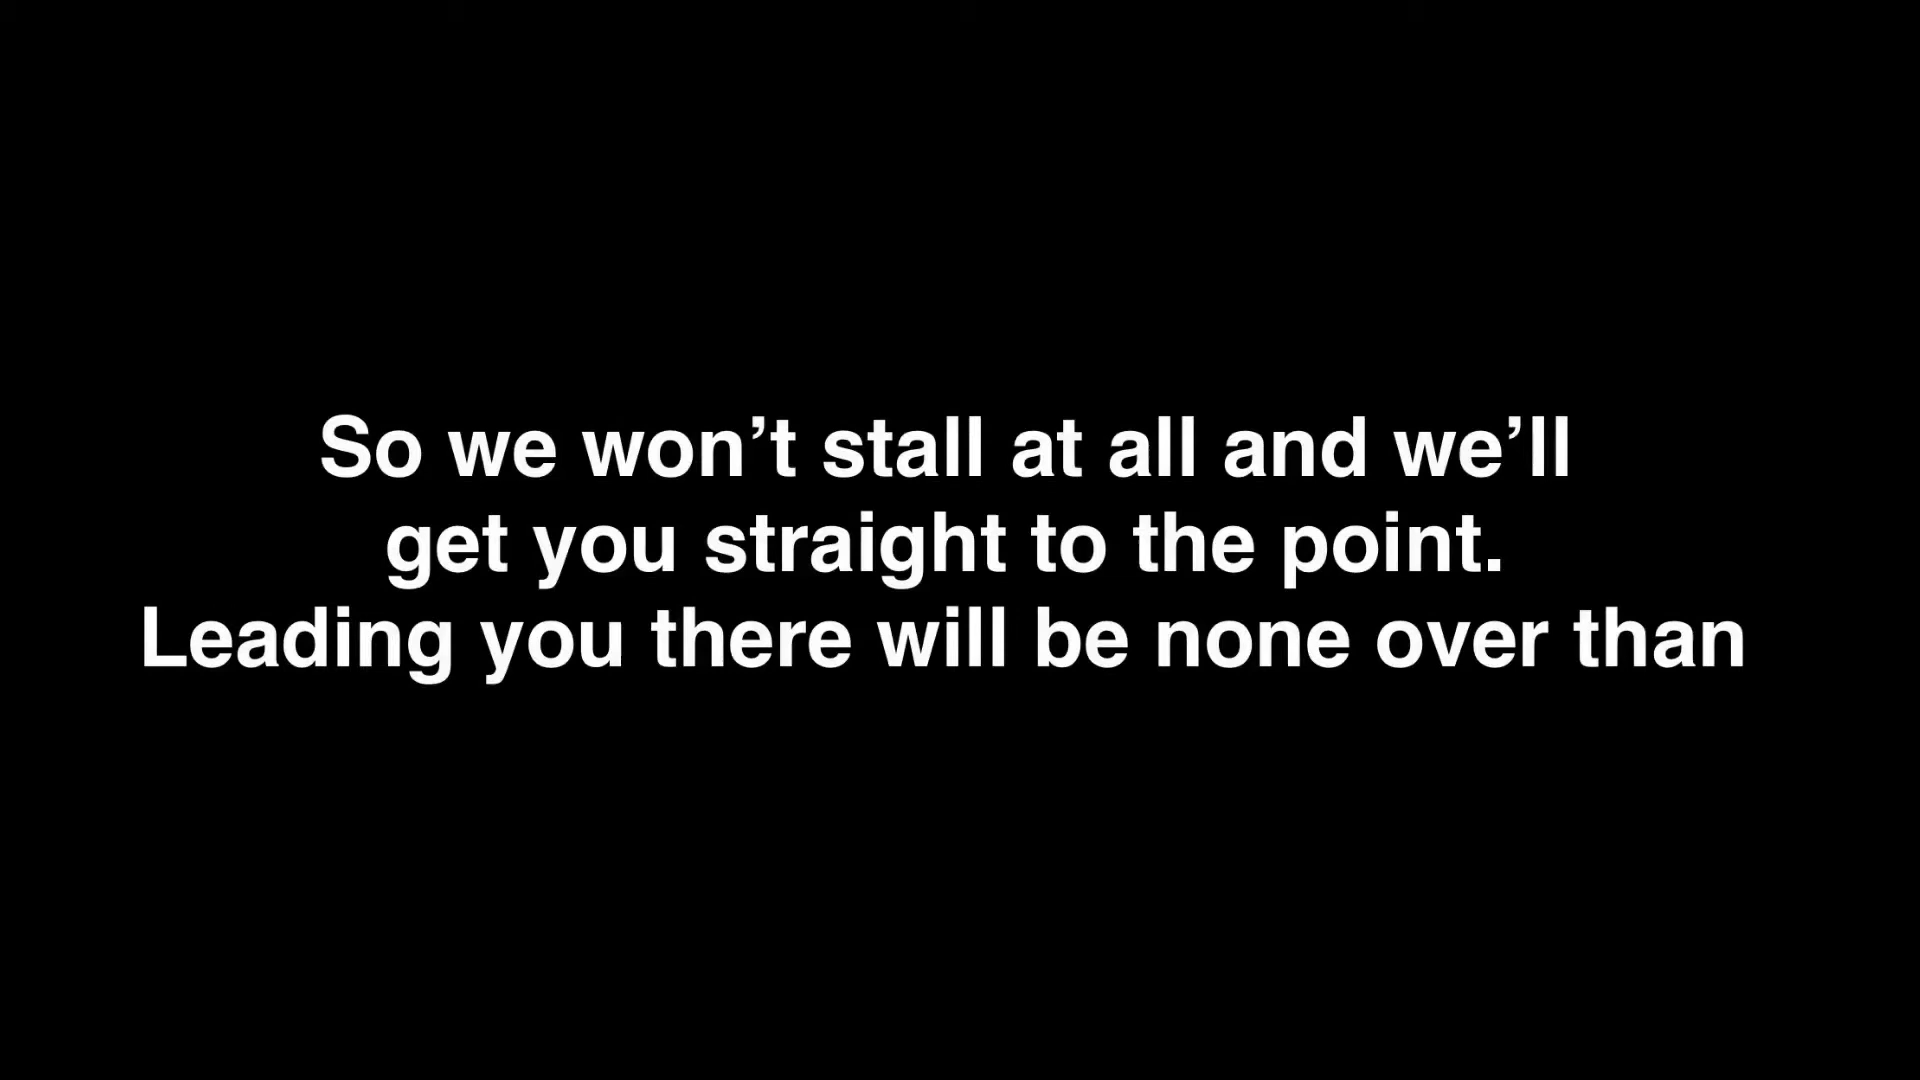 So we won’t stall at all and we’ll
get you straight to the point.
Leading you there will be none over than